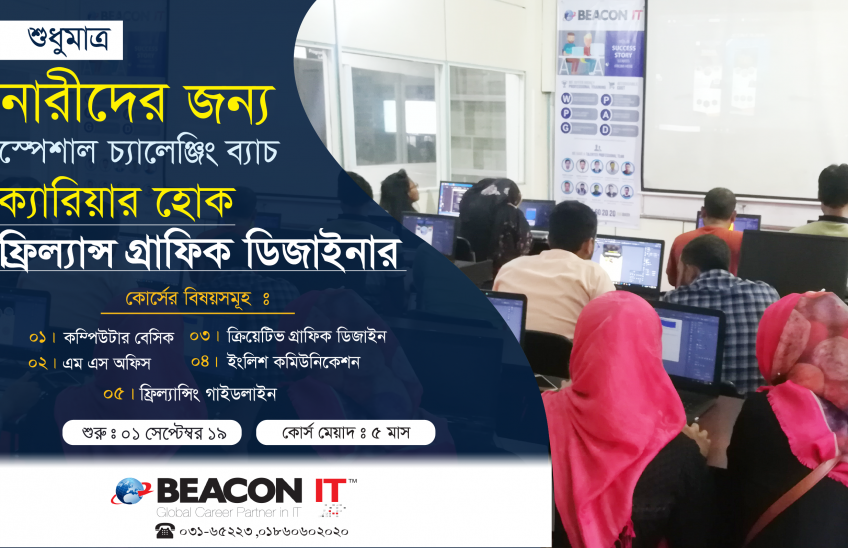 শুধুমাত্র
নারীদের জন্য
স্পেশাল চ্যালেঞ্জিং ব্যাচ
ক্যারিয়ার হোক
ফ্রিল্যান্স গ্রাফিক ডিজাইনার
কোর্সের বিষয়সমূহ ঃ
০১। কম্পিউটার বেসিক
০২। এম এস অফিস
০৩। ক্রিয়েটিভ গ্রাফিক ডিজাইন
০৪। ইংলিশ কমিউনিকেশন
০৫। ফ্রিল্যান্সিং গাইডলাইন
শুরু ঃ ০১ সেপ্টেম্বর ১৯
কোর্স মেয়াদ ঃ ৫ মাস
BEACON IT™
Global Career Partner in IT
০৩১-৬৫২২৩,০১৮৬০৬০২০২০
BEACON IT
SUCCESS
STORY
W P
P A
G D